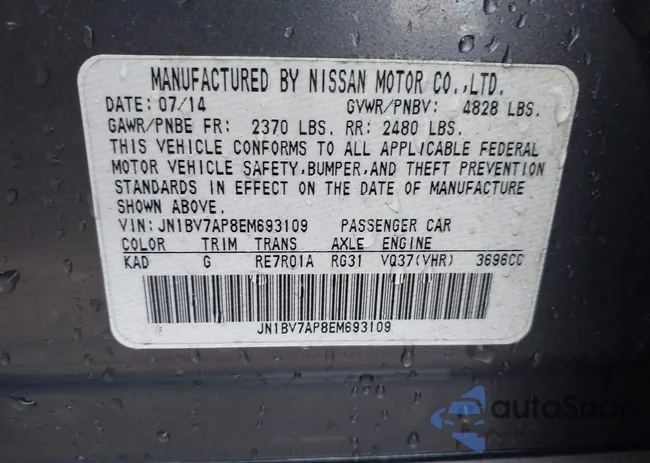 MANUFACTURED BY NISSAN MOTOR CO.,LTD.
DATE: 07/14 GVWR/PNBV: 4828 LBS.
GAWR/PNBE FR: 2370 LBS. RR: 2480 LBS.
THIS VEHICLE CONFORMS TO ALL APPLICABLE FEDERAL
MOTOR VEHICLE SAFETY,BUMPER,AND THEFT PREVENTION
STANDARDS IN EFFECT ON THE DATE OF MANUFACTURE
SHOWN ABOVE.
VIN:JN1BV7AP8EM693109 PASSENGER CAR
COLOR TRIM TRANS AXLE ENGINE
KAD G RE7R01A RG31 VQ37(VHR) 3696CC
JN1BV7AP8EM693109
autoSnap